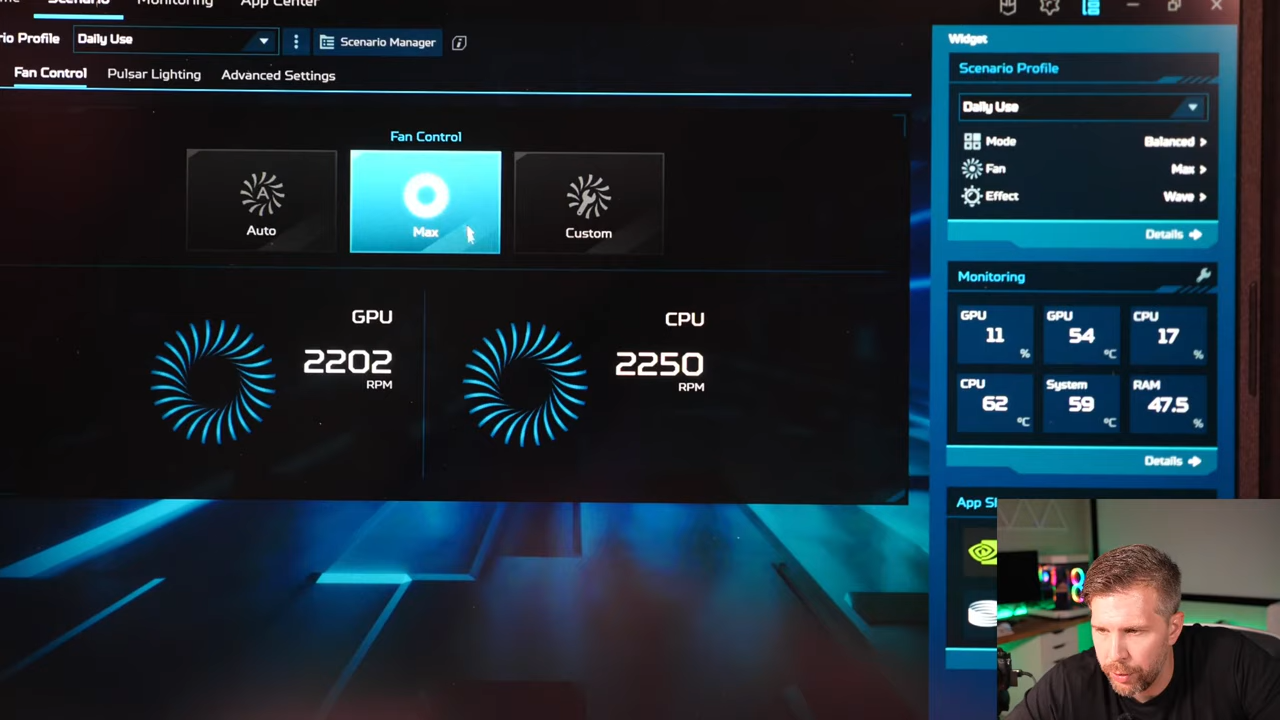 Scenario
Monitoring
App Center
Profile
Daily Use
Scenario Manager
Fan Control
Pulsar Lighting
Advanced Settings
Fan Control
Auto
Max
Custom
GPU
2202
RPM
CPU
2250
RPM
Widget
Scenario Profile
Daily Use
Mode
Balanced >
Fan
Max >
Effect
Wave >
Details
Monitoring
GPU
11
%
GPU
54
°C
CPU
17
%
CPU
62
°C
System
59
°C
RAM
47.5
%
Details
App